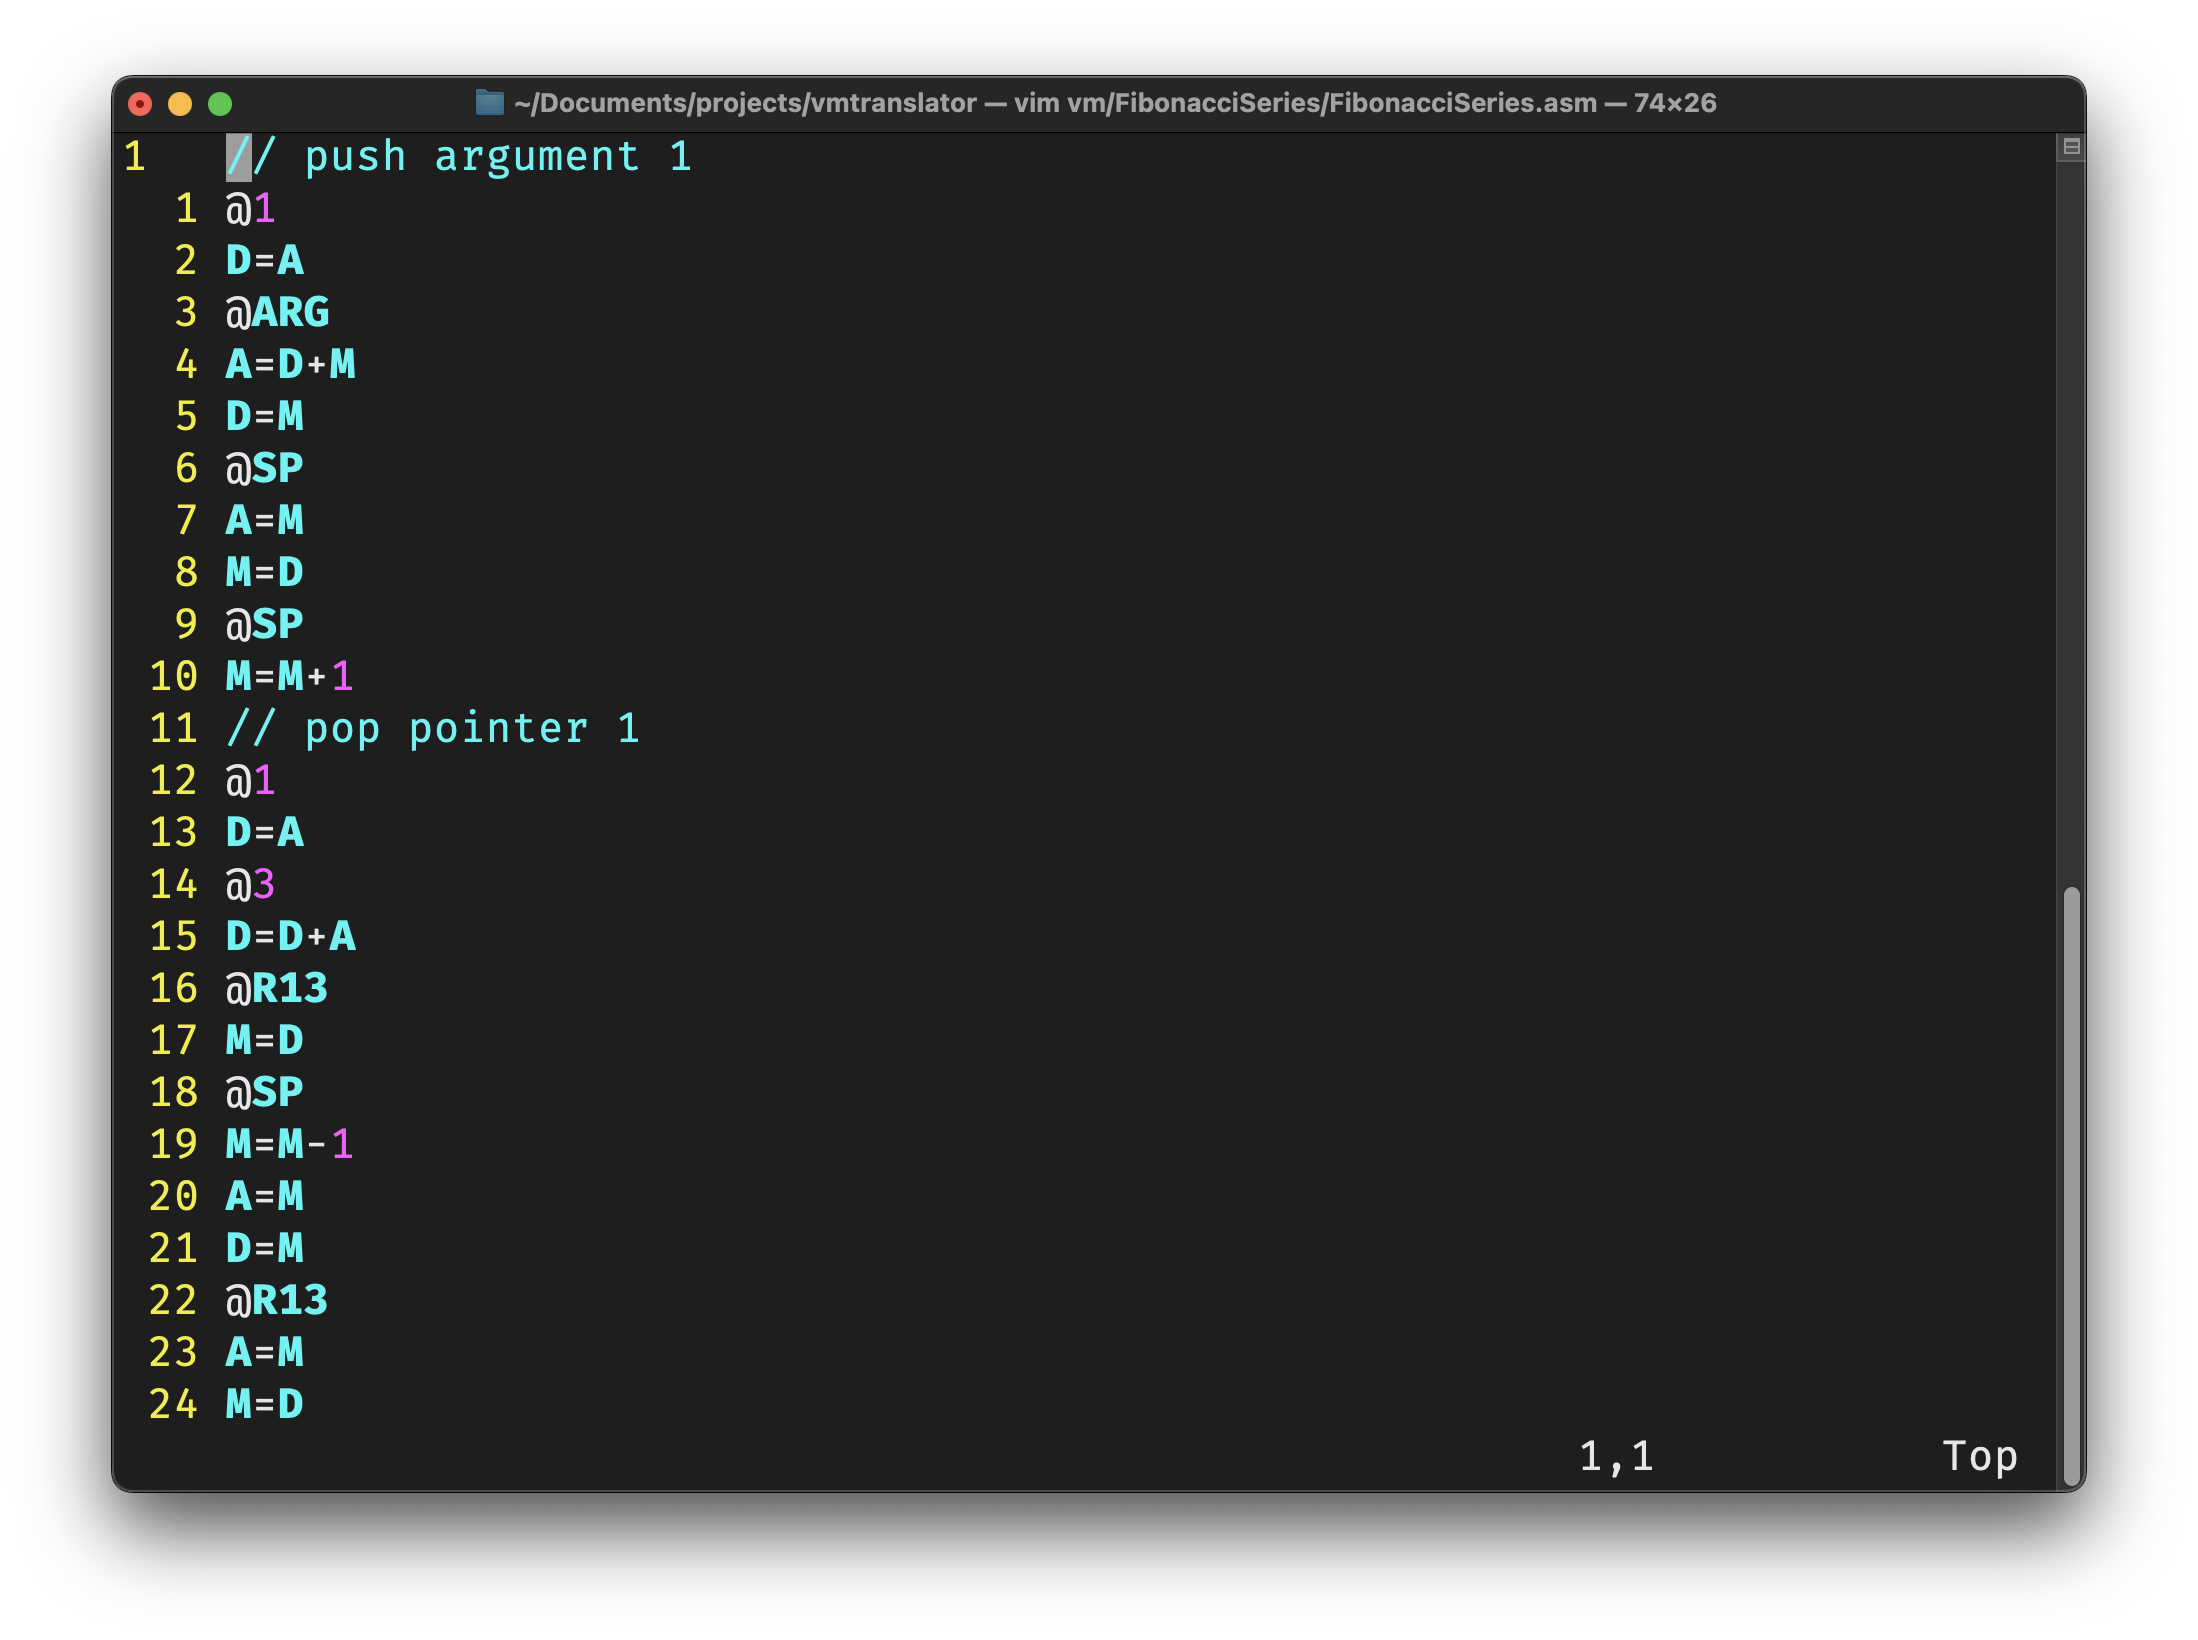 ~/Documents/projects/vmtranslator — vim vm/FibonacciSeries/FibonacciSeries.asm — 74×26
1 // push argument 1
1 @1
2 D=A
3 @ARG
4 A=D+M
5 D=M
6 @SP
7 A=M
8 M=D
9 @SP
10 M=M+1
11 // pop pointer 1
12 @1
13 D=A
14 @3
15 D=D+A
16 @R13
17 M=D
18 @SP
19 M=M-1
20 A=M
21 D=M
22 @R13
23 A=M
24 M=D
1,1 Top